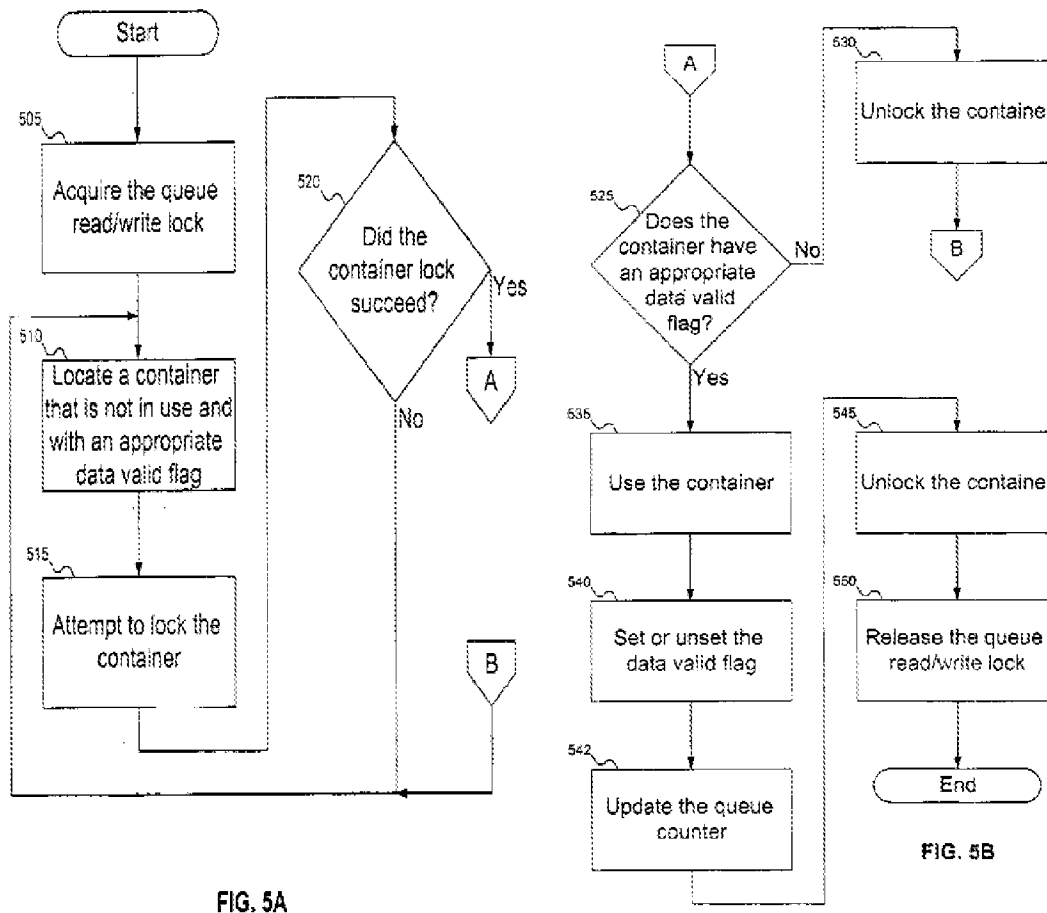 Start
505
Acquire the queue
read/write lock
510
Locate a container
that is not in use and
with an appropriate
data valid flag
515
Attempt to lock the
container
520
Did the
container lock
succeed?
Yes
A
No
B
FIG. 5A
A
525
Does the
container have
an appropriate
data valid
flag?
No
530
Unlock the containe
B
Yes
535
Use the container
540
Set or unset the
data valid flag
542
Update the queue
counter
545
Unlock the containe
550
Release the queue
read/write lock
End
FIG. 5B